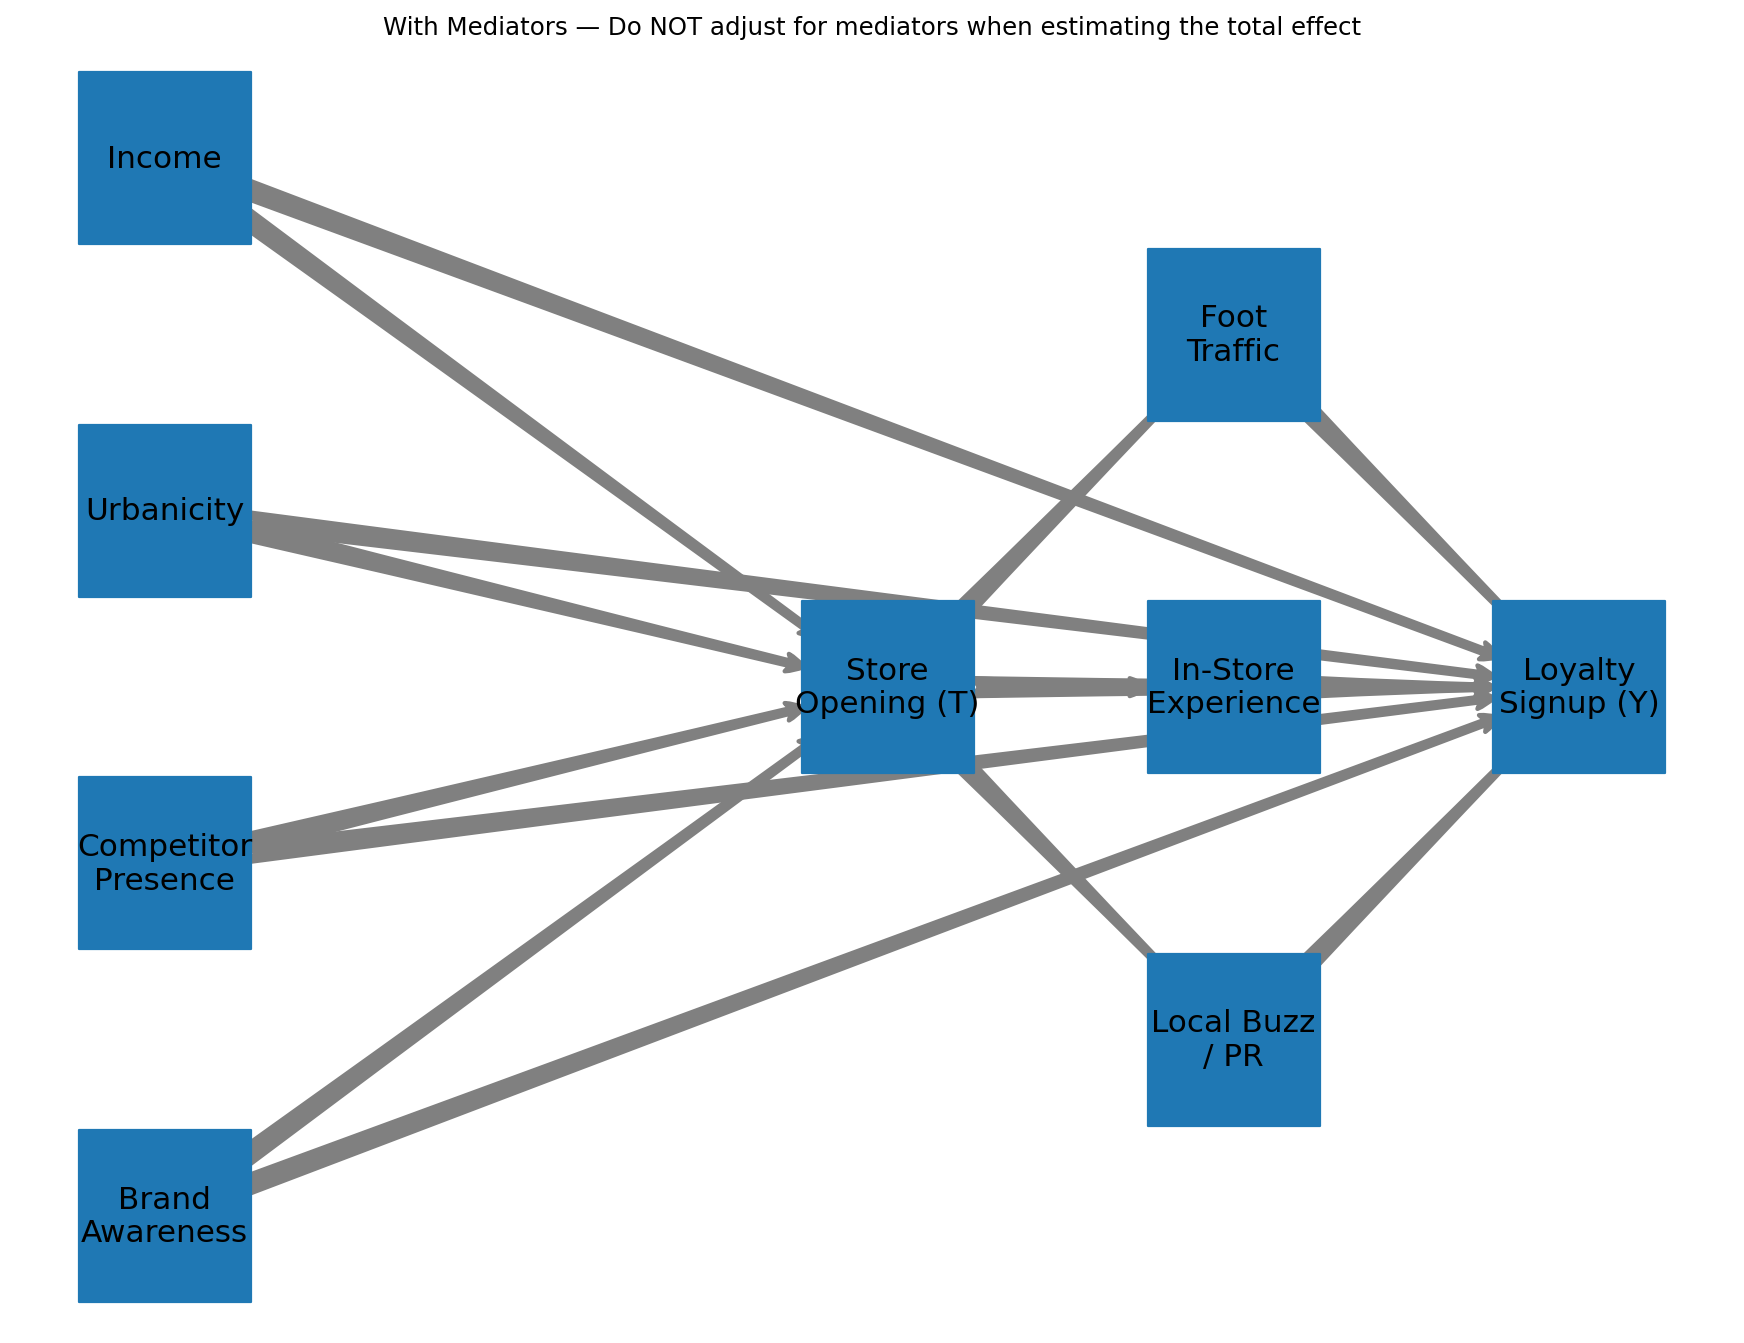 With Mediators — Do NOT adjust for mediators when estimating the total effect
Income
Foot
Traffic
Urbanicity
Store
Opening (T)
In-Store
Experience
Loyalty
Signup (Y)
Competitor
Presence
Local Buzz
/ PR
Brand
Awareness